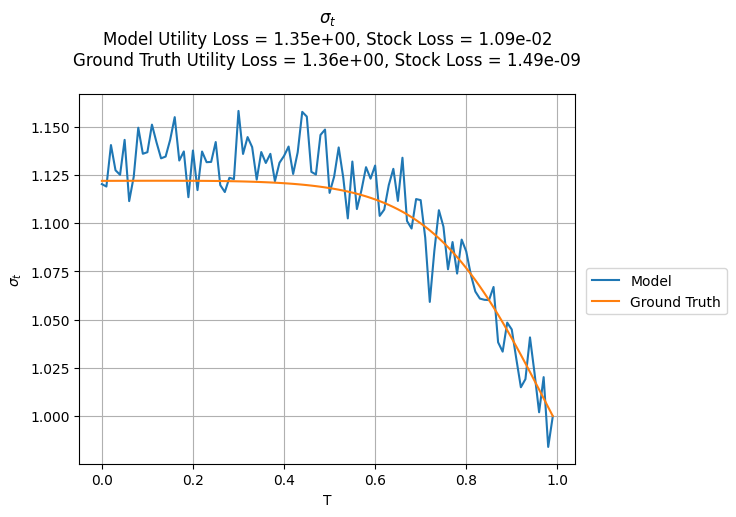 σt
Model Utility Loss = 1.35e+00, Stock Loss = 1.09e-02
Ground Truth Utility Loss = 1.36e+00, Stock Loss = 1.49e-09
1.150
1.125
1.100
1.075
1.050
1.025
1.000
σt
0.0 0.2 0.4 0.6 0.8 1.0
T
Model
Ground Truth